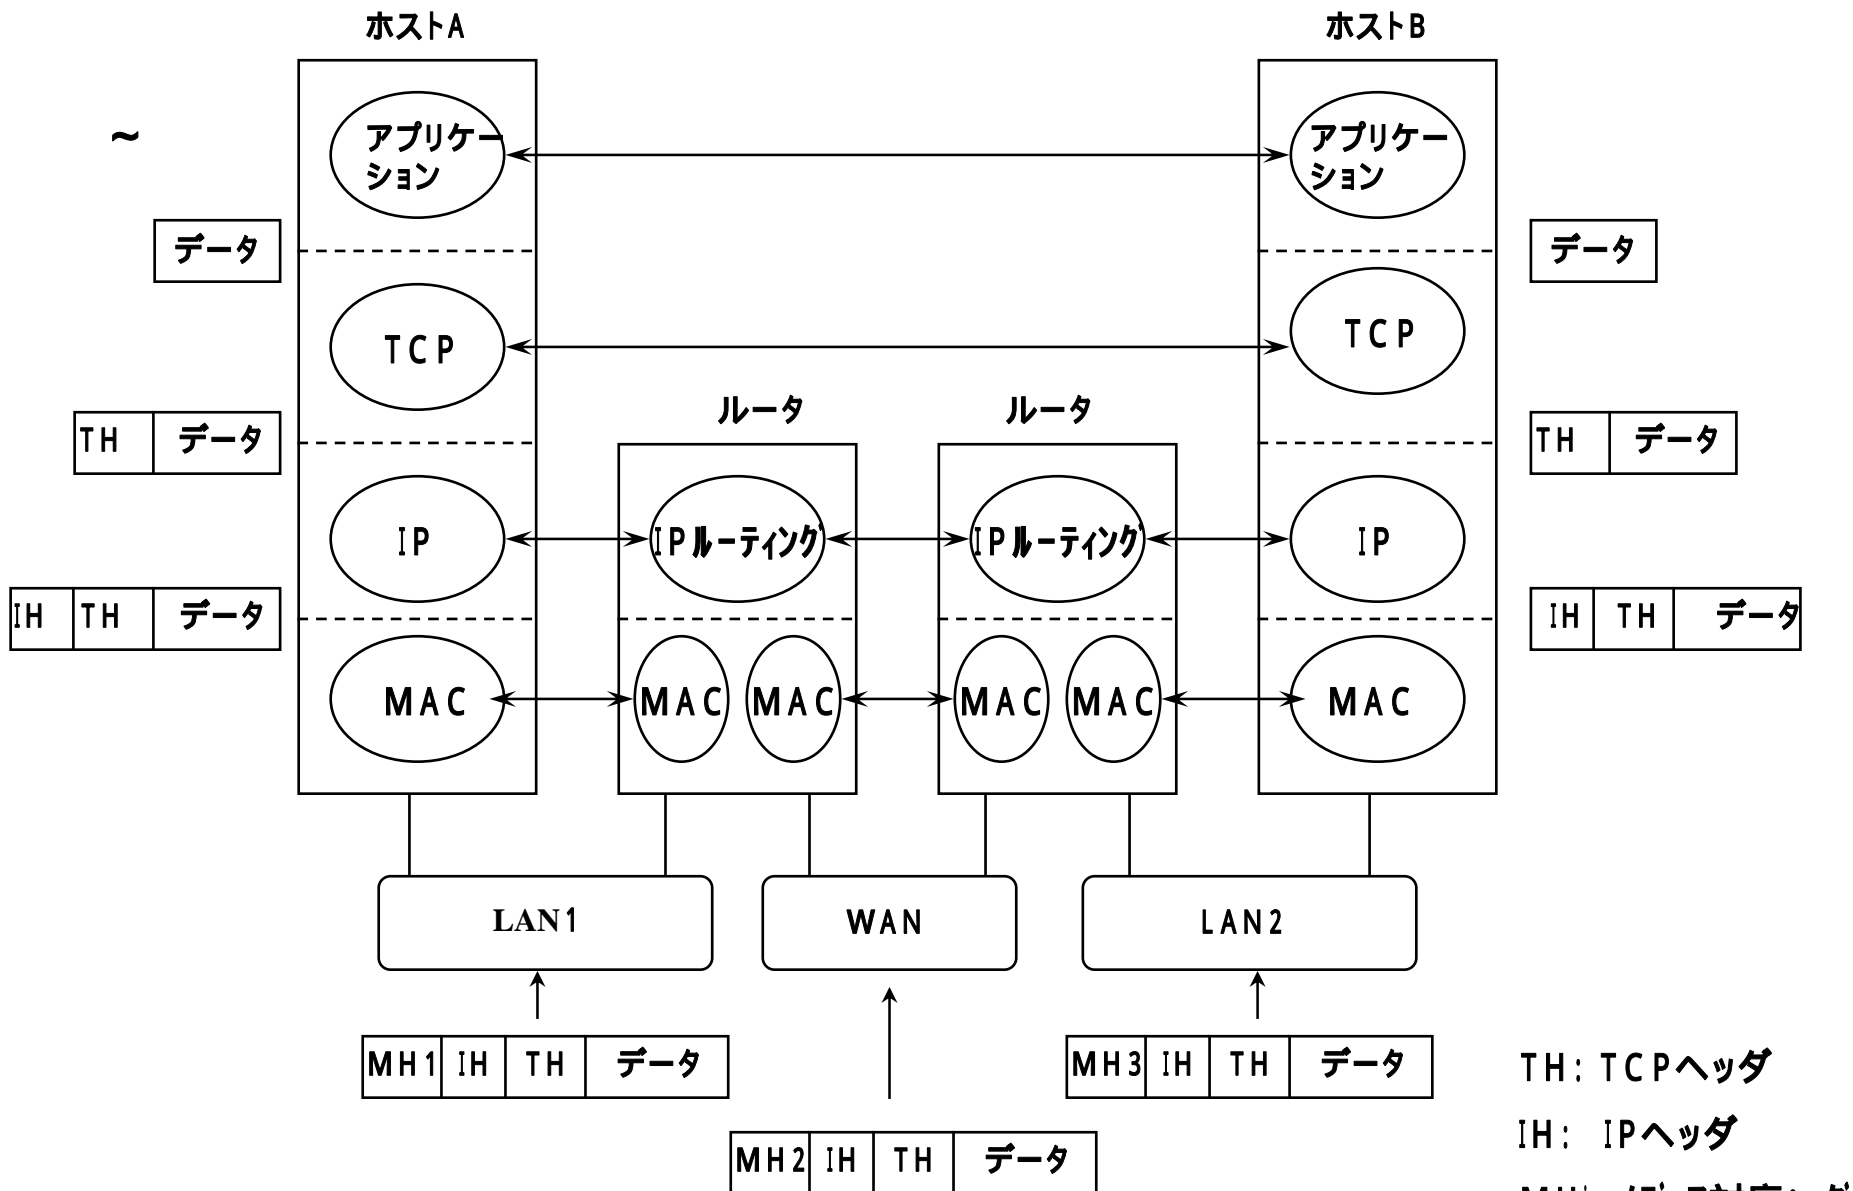 ホストA
ホストB
~
アプリケー
ション
アプリケー
ション
データ
データ
TCP
TCP
ルータ
ルータ
TH データ
TH データ
IP
IPルーティング
IPルーティング
IP
IH TH データ
IH TH データ
MAC
MAC
MAC
MAC
MAC
MAC
LAN1
WAN
LAN2
MH1 IH TH データ
MH3 IH TH データ
TH: TCPヘッダ
IH: IPヘッダ
MH2 IH TH データ